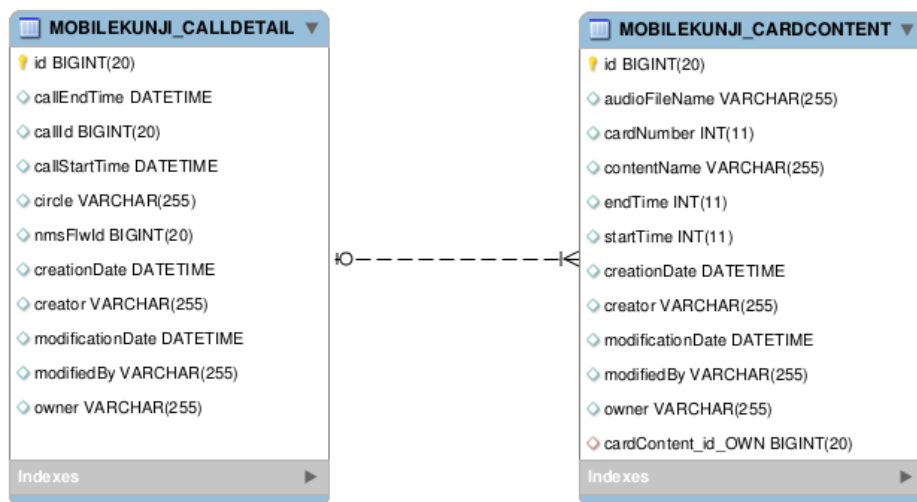 MOBILEKUNJI_CALLDETAIL
id BIGINT(20)
callEndTime DATETIME
callId BIGINT(20)
callStartTime DATETIME
circle VARCHAR(255)
nmsFlwId BIGINT(20)
creationDate DATETIME
creator VARCHAR(255)
modificationDate DATETIME
modifiedBy VARCHAR(255)
owner VARCHAR(255)
Indexes
MOBILEKUNJI_CARDCONTENT
id BIGINT(20)
audioFileName VARCHAR(255)
cardNumber INT(11)
contentName VARCHAR(255)
endTime INT(11)
startTime INT(11)
creationDate DATETIME
creator VARCHAR(255)
modificationDate DATETIME
modifiedBy VARCHAR(255)
owner VARCHAR(255)
cardContent_id_OWN BIGINT(20)
Indexes